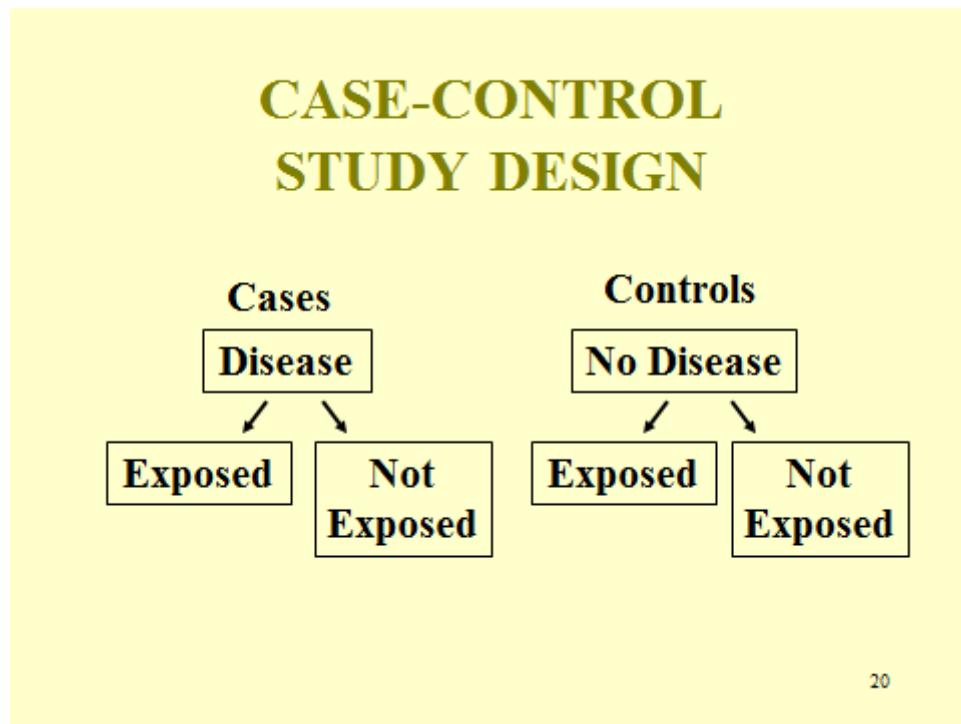 CASE-CONTROL
STUDY DESIGN
Cases
Disease
Exposed
Not
Exposed
Controls
No Disease
Exposed
Not
Exposed
20